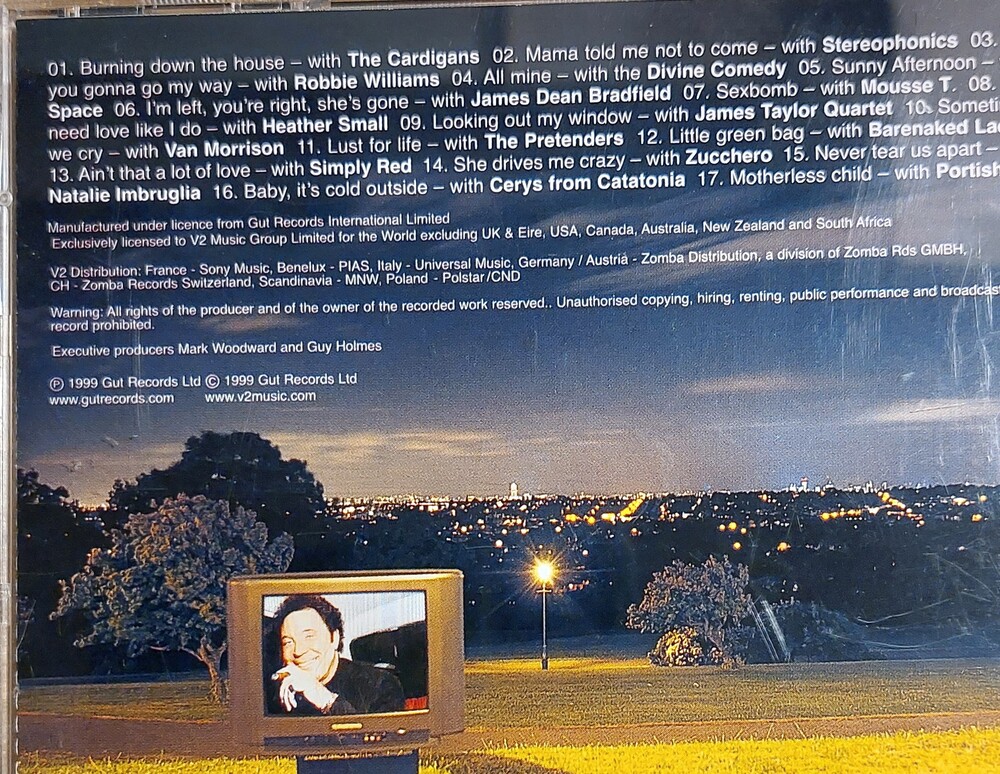 01. Burning down the house – with The Cardigans 02. Mama told me not to come – with Stereophonics 03.
you gonna go my way – with Robbie Williams 04. All mine – with the Divine Comedy 05. Sunny Afternoon –
Space 06. I'm left, you're right, she's gone – with James Dean Bradfield 07. Sexbomb – with Mousse T. 08.
need love like I do – with Heather Small 09. Looking out my window – with James Taylor Quartet 10. Someti
we cry – with Van Morrison 11. Lust for life – with The Pretenders 12. Little green bag – with Barenaked La
13. Ain't that a lot of love – with Simply Red 14. She drives me crazy – with Zucchero 15. Never tear us apart –
Natalie Imbruglia 16. Baby, it's cold outside – with Cerys from Catatonia 17. Motherless child – with Portish
Manufactured under licence from Gut Records International Limited
Exclusively licensed to V2 Music Group Limited for the World excluding UK & Eire, USA, Canada, Australia, New Zealand and South Africa
V2 Distribution: France - Sony Music, Benelux - PIAS, Italy - Universal Music, Germany / Austria - Zomba Distribution, a division of Zomba Rds GMBH,
CH - Zomba Records Switzerland, Scandinavia - MNW, Poland - Polstar/CND
Warning: All rights of the producer and of the owner of the recorded work reserved.. Unauthorised copying, hiring, renting, public performance and broadcas
record prohibited.
Executive producers Mark Woodward and Guy Holmes
℗ 1999 Gut Records Ltd © 1999 Gut Records Ltd
www.gutrecords.com www.v2music.com